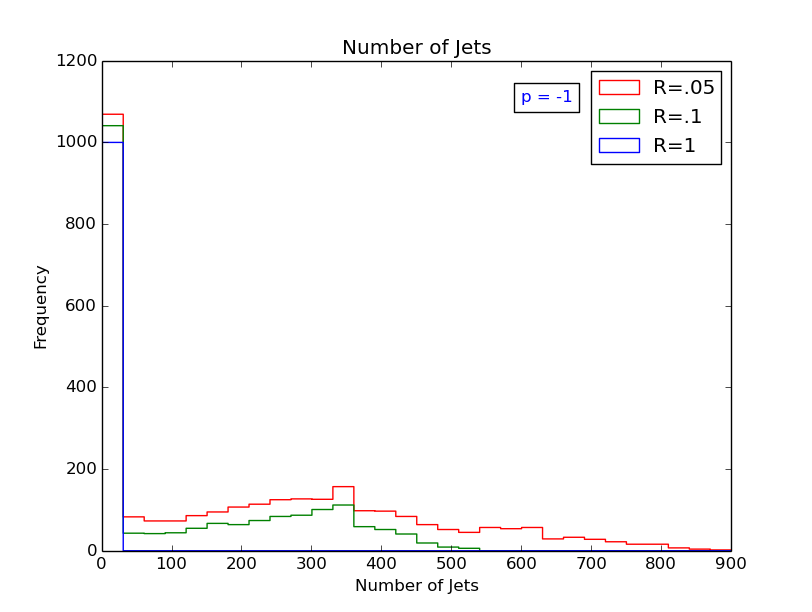 Number of Jets
p = -1
R=.05
R=.1
R=1
Frequency
1200
1000
800
600
400
200
0
0 100 200 300 400 500 600 700 800 900
Number of Jets